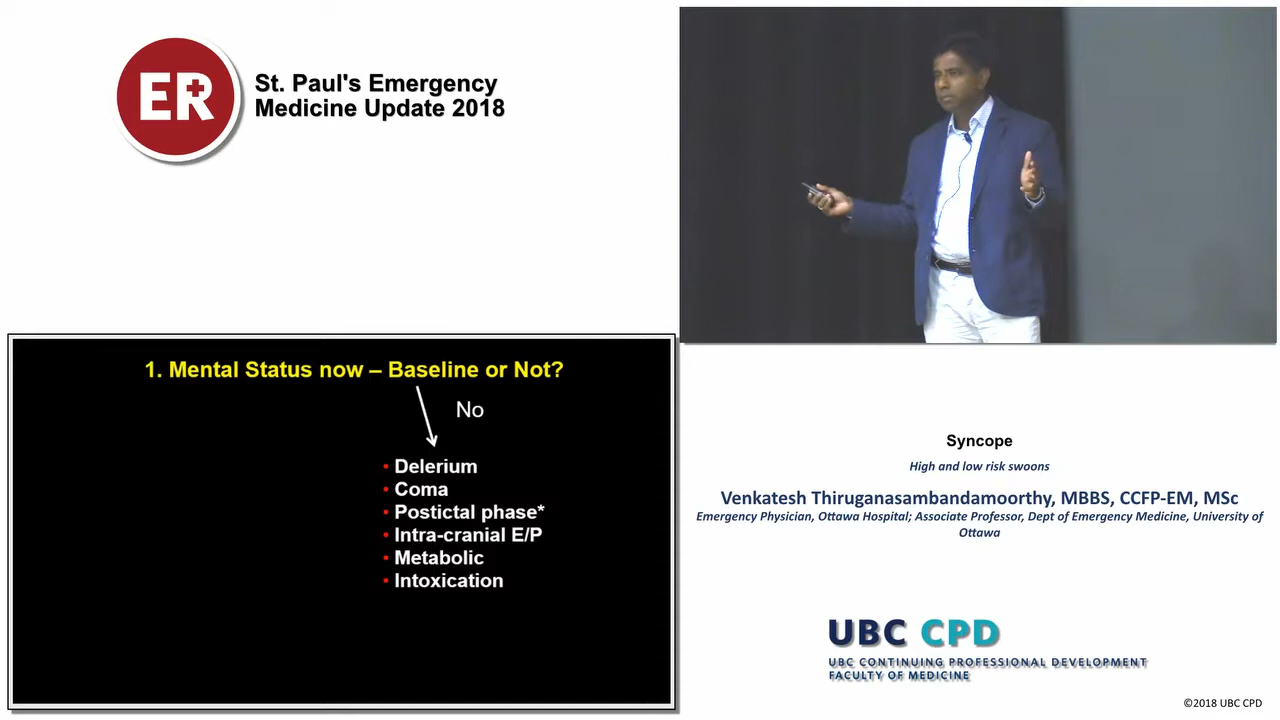 ER
St. Paul's Emergency
Medicine Update 2018
1. Mental Status now – Baseline or Not?
No
• Delerium
• Coma
• Postictal phase*
• Intra-cranial E/P
• Metabolic
• Intoxication
Syncope
High and low risk swoons
Venkatesh Thiruganasambandamoorthy, MBBS, CCFP-EM, MSc
Emergency Physician, Ottawa Hospital; Associate Professor, Dept of Emergency Medicine, University of
Ottawa
UBC CPD
UBC CONTINUING PROFESSIONAL DEVELOPMENT
FACULTY OF MEDICINE
©2018 UBC CPD